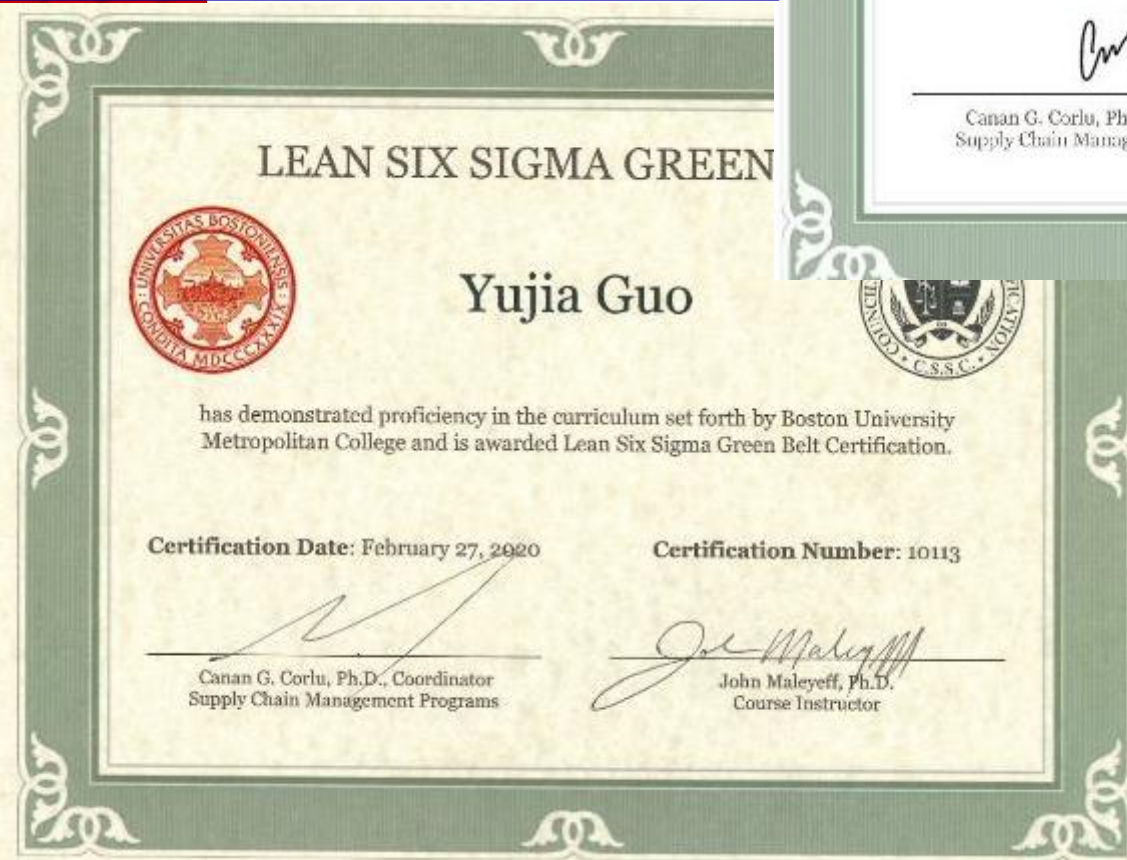 Canan G. Corlu, Ph
Supply Chain Manag
LEAN SIX SIGMA GREEN
UNIVERSITAS BOSTONIENSIS
CONDITA MDCCCXXXIX
Yujia Guo
COUNCIL
C.S.S.C.
has demonstrated proficiency in the curriculum set forth by Boston University
Metropolitan College and is awarded Lean Six Sigma Green Belt Certification.
Certification Date: February 27, 2020
Certification Number: 10113
John Maleyeff
Canan G. Corlu, Ph.D., Coordinator
Supply Chain Management Programs
John Maleyeff, Ph.D.
Course Instructor